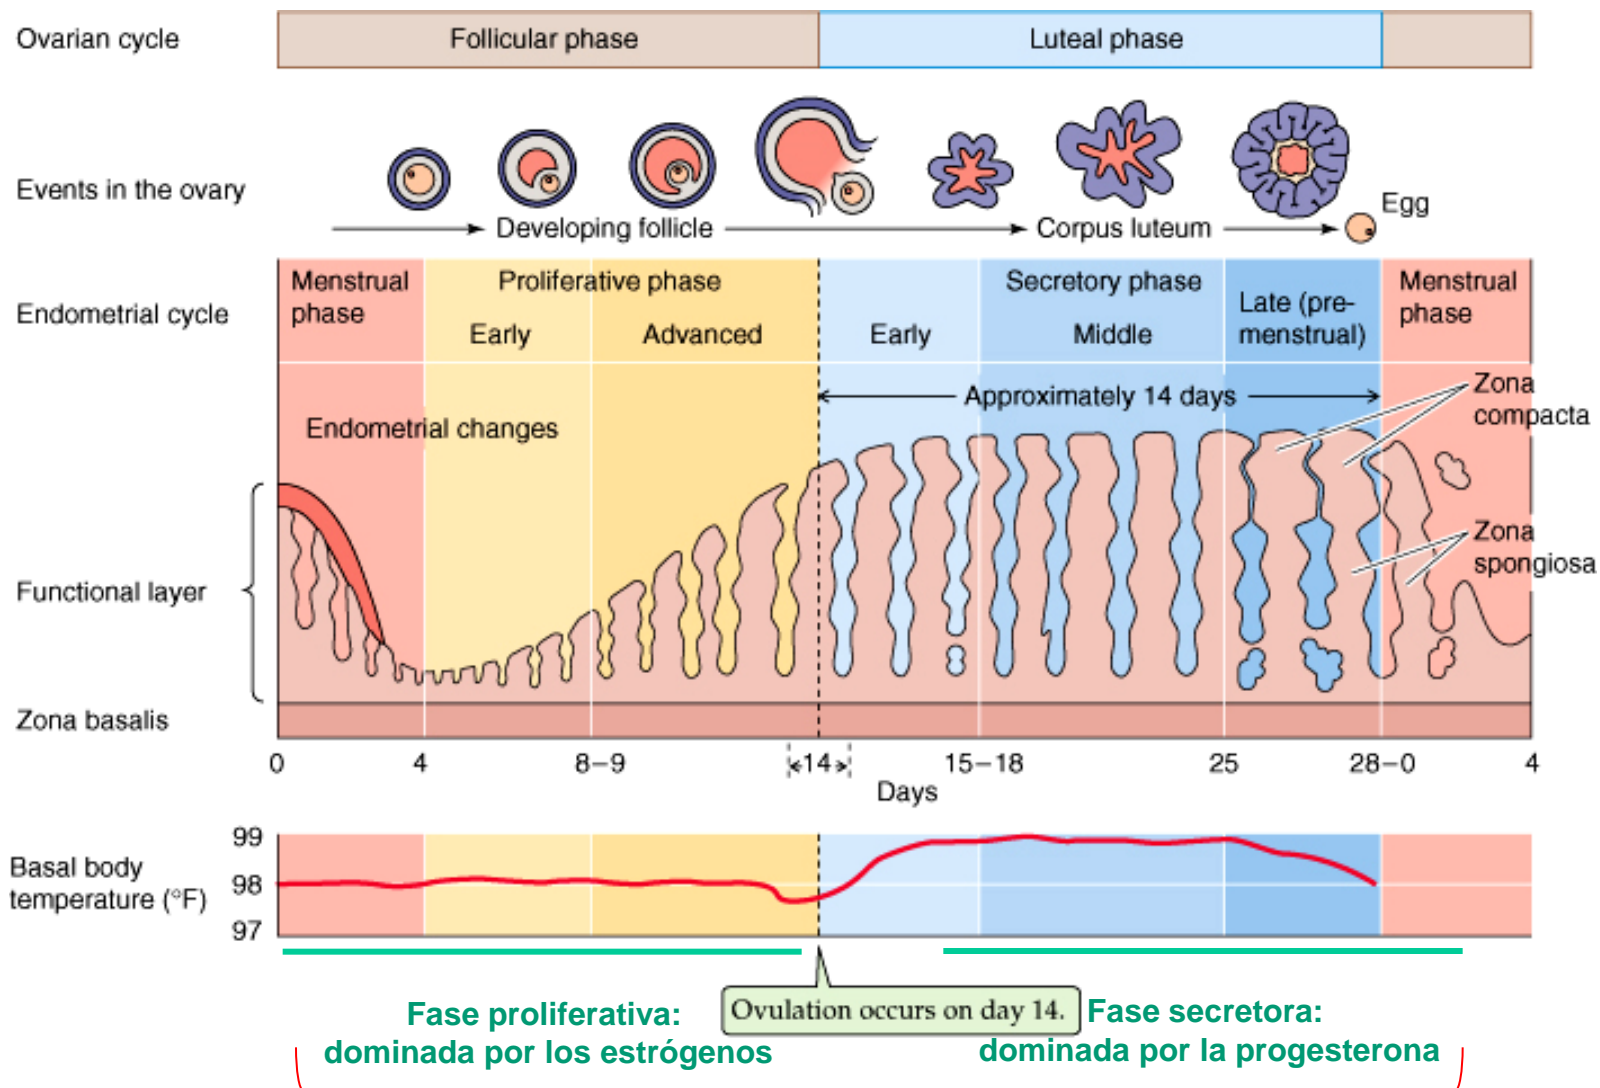 Ovarian cycle
Follicular phase
Luteal phase
Events in the ovary
Developing follicle
Corpus luteum
Egg
Endometrial cycle
Menstrual
phase
Proliferative phase
Early
Advanced
Secretory phase
Early
Middle
Late (pre-
menstrual)
Menstrual
phase
Approximately 14 days
Zona
compacta
Endometrial changes
Functional layer
Zona
spongiosa
Zona basalis
0 4 8–9 14 15–18 25 28–0 4
Days
Basal body
temperature (°F)
99
98
97
Ovulation occurs on day 14.
Fase proliferativa:
dominada por los estrógenos
Fase secretora:
dominada por la progesterona